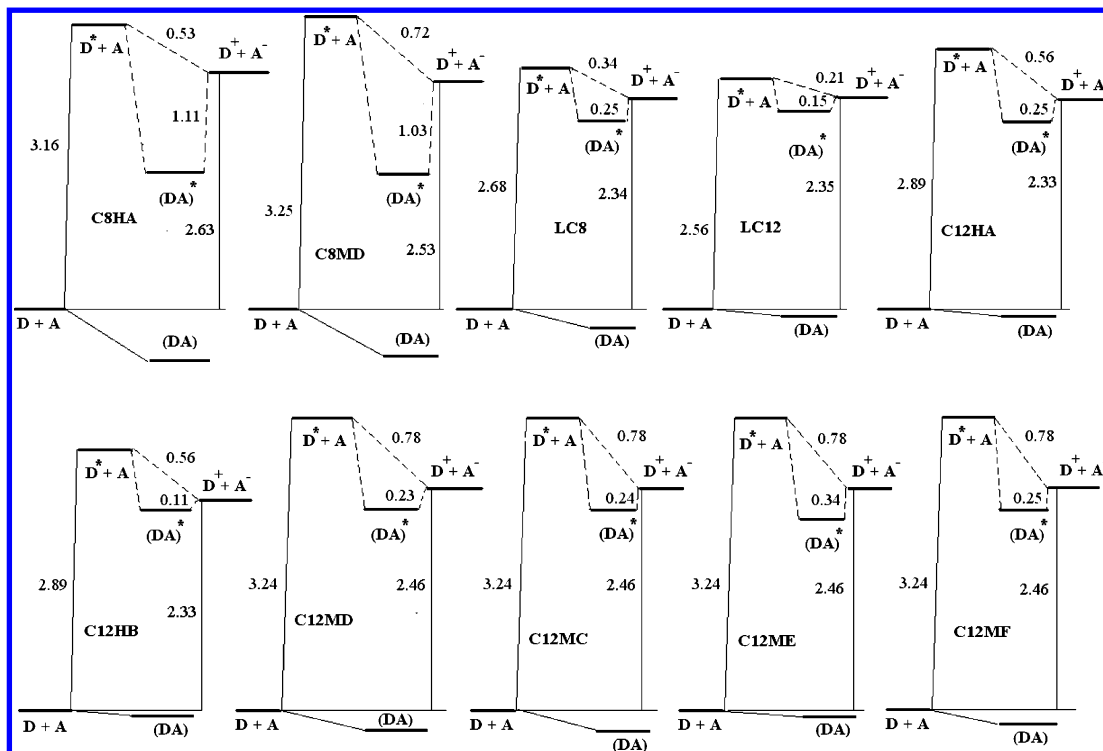 0.53
D* + A
D+ + A-
1.11
3.16
(DA)*
C8HA
2.63
D + A
(DA)
0.72
D* + A
D+ + A-
1.03
(DA)*
3.25
C8MD
2.53
D + A
(DA)
0.34
D* + A
D+ + A-
0.25
(DA)*
2.68
2.34
LC8
D + A
(DA)
0.21
D* + A
D+ + A-
0.15
(DA)*
2.35
LC12
2.56
D + A
(DA)
0.56
D* + A
D+ + A
0.25
(DA)*
2.89
2.33
C12HA
D + A
(DA)
0.56
D* + A
D+ + A-
0.11
(DA)*
2.89
2.33
C12HB
D + A
(DA)
0.78
D* + A
D+ + A-
0.23
(DA)*
3.24
2.46
C12MD
D + A
(DA)
0.78
D* + A
D+ + A-
0.24
(DA)*
3.24
2.46
C12MC
D + A
(DA)
0.78
D* + A
D+ + A-
0.34
(DA)*
3.24
2.46
C12ME
D + A
(DA)
0.78
D* + A
D+ + A
0.25
(DA)*
3.24
2.46
C12MF
D + A
(DA)